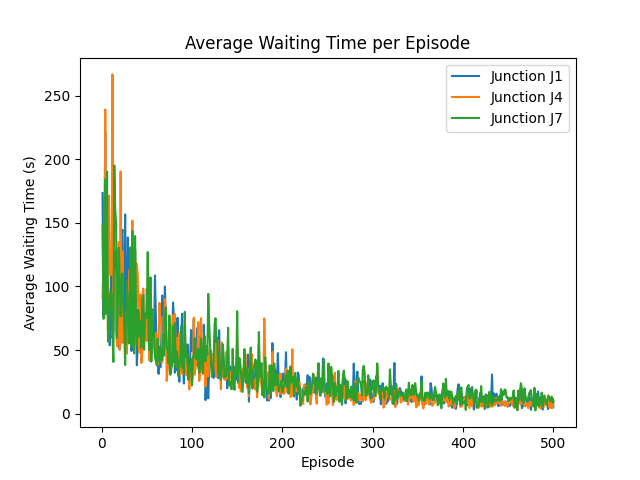 Average Waiting Time per Episode
Junction J1
Junction J4
Junction J7
Average Waiting Time (s)
250
200
150
100
50
0
0 100 200 300 400 500
Episode